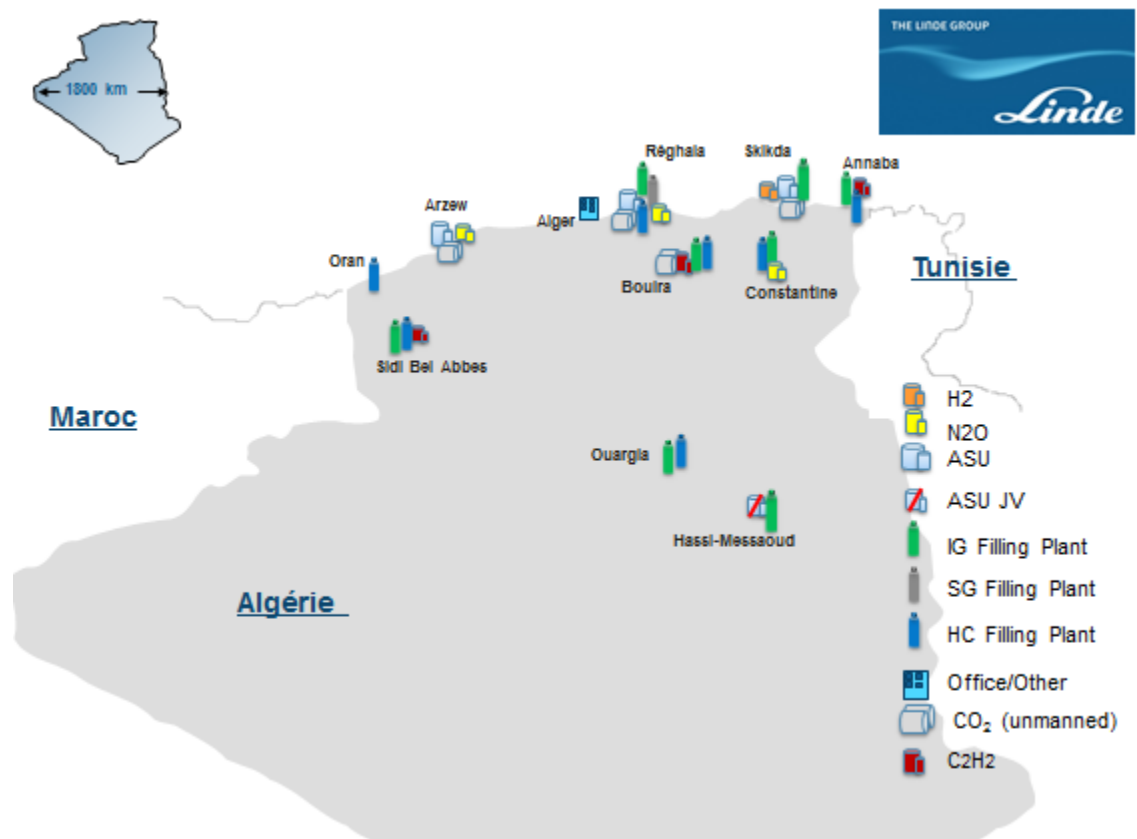 1800 km
THE LINDE GROUP
Linde
Règhaïa
Skikda
Annaba
Arzew
Alger
Oran
Bouira
Constantine
Tunisie
Sidi Bel Abbes
Maroc
H2
N2O
ASU
Ouargla
ASU JV
Hassi-Messaoud
IG Filling Plant
SG Filling Plant
Algérie
HC Filling Plant
Office/Other
CO₂ (unmanned)
C2H2